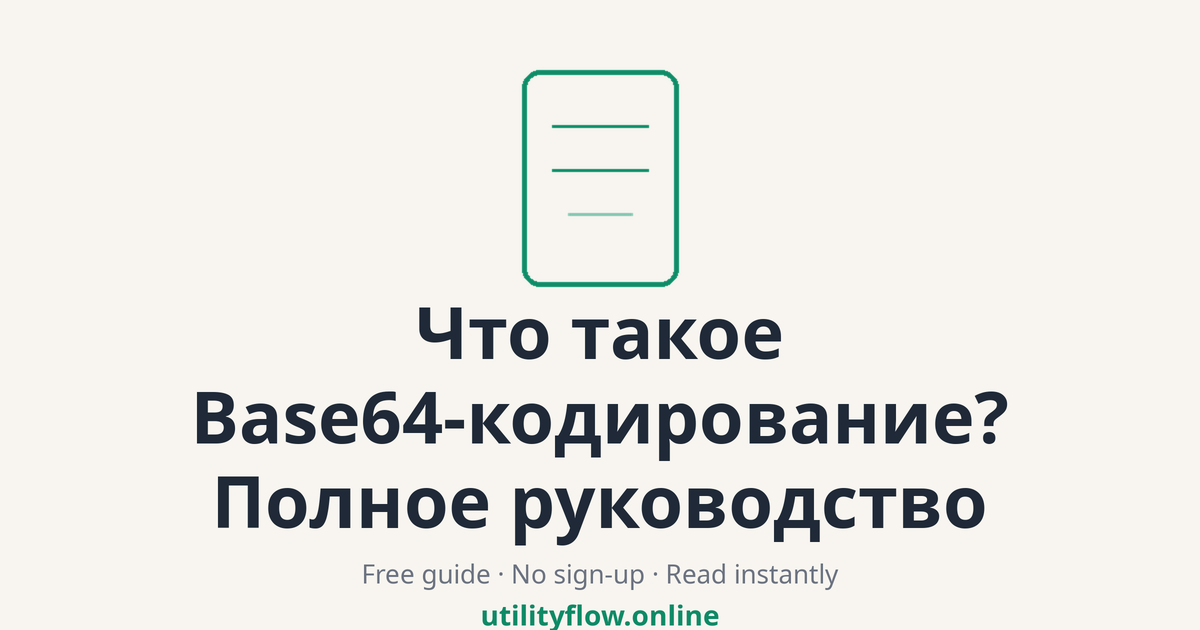 Что такое
Base64-кодирование?
Полное руководство
Free guide · No sign-up · Read instantly
utilityflow.online